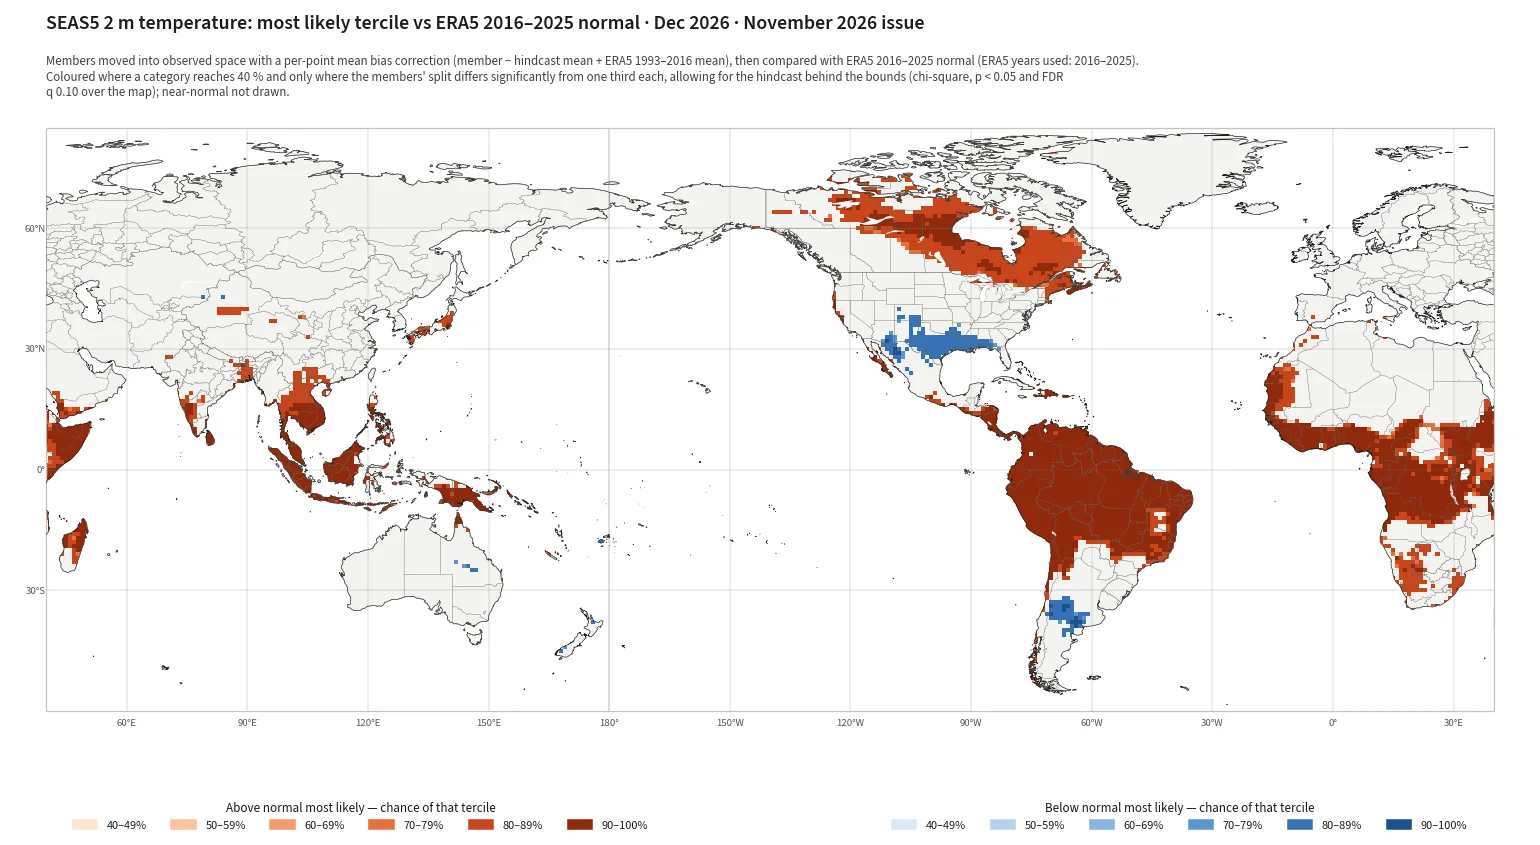 SEAS5 2 m temperature: most likely tercile vs ERA5 2016–2025 normal · Dec 2026 · November 2026 issue
Members moved into observed space with a per-point mean bias correction (member − hindcast mean + ERA5 1993–2016 mean), then compared with ERA5 2016–2025 normal (ERA5 years used: 2016–2025).
Coloured where a category reaches 40 % and only where the members' split differs significantly from one third each, allowing for the hindcast behind the bounds (chi-square, p < 0.05 and FDR
q 0.10 over the map); near-normal not drawn.
60°N
30°N
0°
30°S
60°E 90°E 120°E 150°E 180° 150°W 120°W 90°W 60°W 30°W 0° 30°E
Above normal most likely — chance of that tercile
40–49% 50–59% 60–69% 70–79% 80–89% 90–100%
Below normal most likely — chance of that tercile
40–49% 50–59% 60–69% 70–79% 80–89% 90–100%